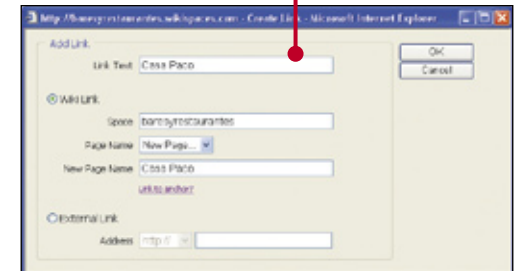 http://baresyrestaurantes.wikispaces.com - Create Link - Microsoft Internet Explorer
Add Link
OK
Link Text Casa Paco
Cancel
Wiki Link
Space baresyrestaurantes
Page Name New Page...
New Page Name Casa Paco
Link to anchor?
External Link
Address http://